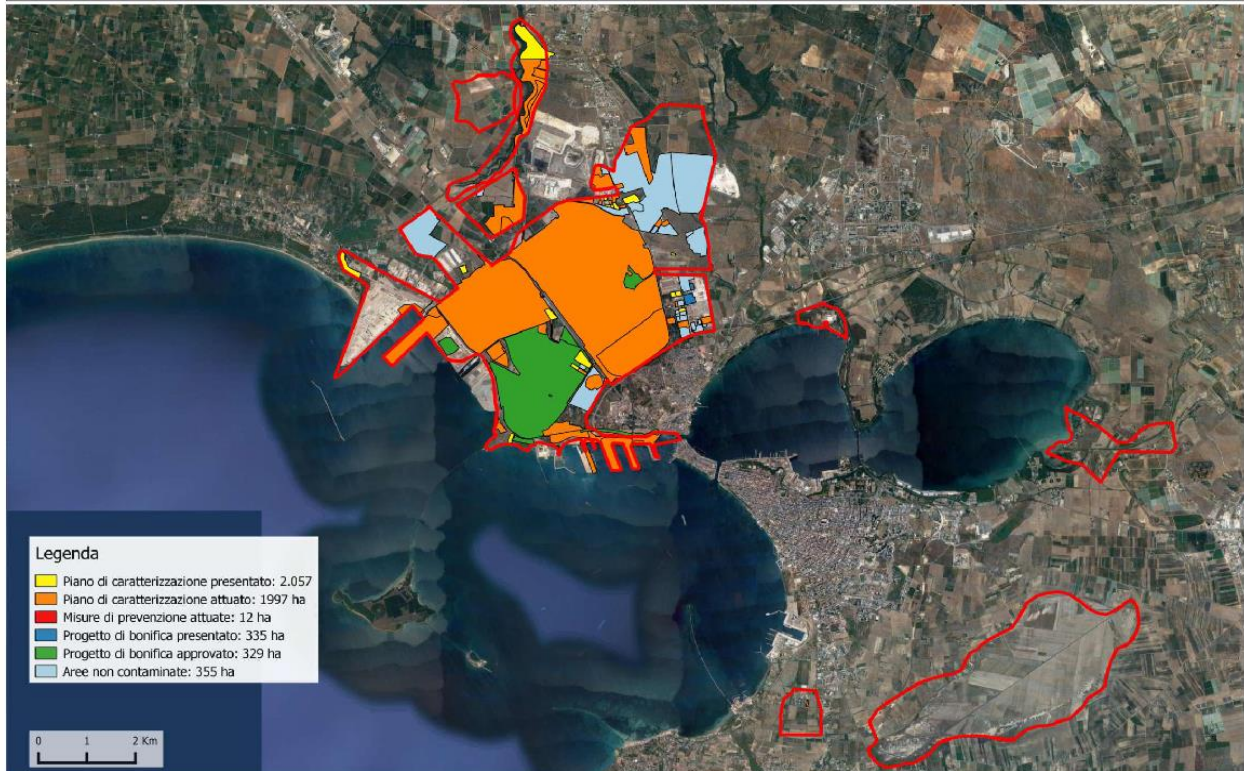 Legenda
Piano di caratterizzazione presentato: 2.057
Piano di caratterizzazione attuato: 1997 ha
Misure di prevenzione attuate: 12 ha
Progetto di bonifica presentato: 335 ha
Progetto di bonifica approvato: 329 ha
Aree non contaminate: 355 ha
0 1 2 Km